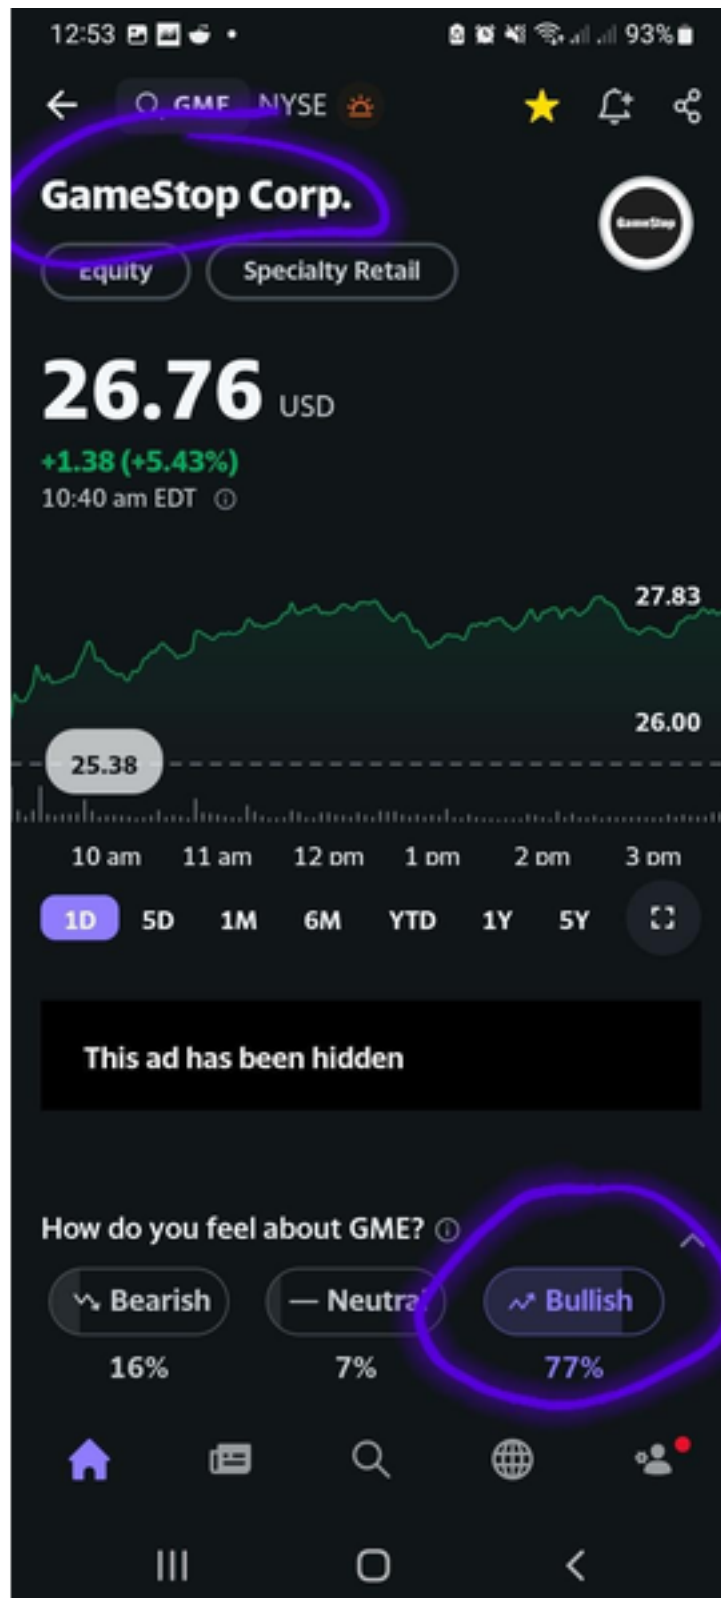 12:53 93%
GME NYSE
GameStop Corp.
GameStop
Equity Specialty Retail
26.76 USD
+1.38 (+5.43%)
10:40 am EDT
27.83
26.00
25.38
10 am 11 am 12 pm 1 pm 2 pm 3 pm
1D 5D 1M 6M YTD 1Y 5Y
This ad has been hidden
How do you feel about GME?
Bearish Neutral Bullish
16% 7% 77%